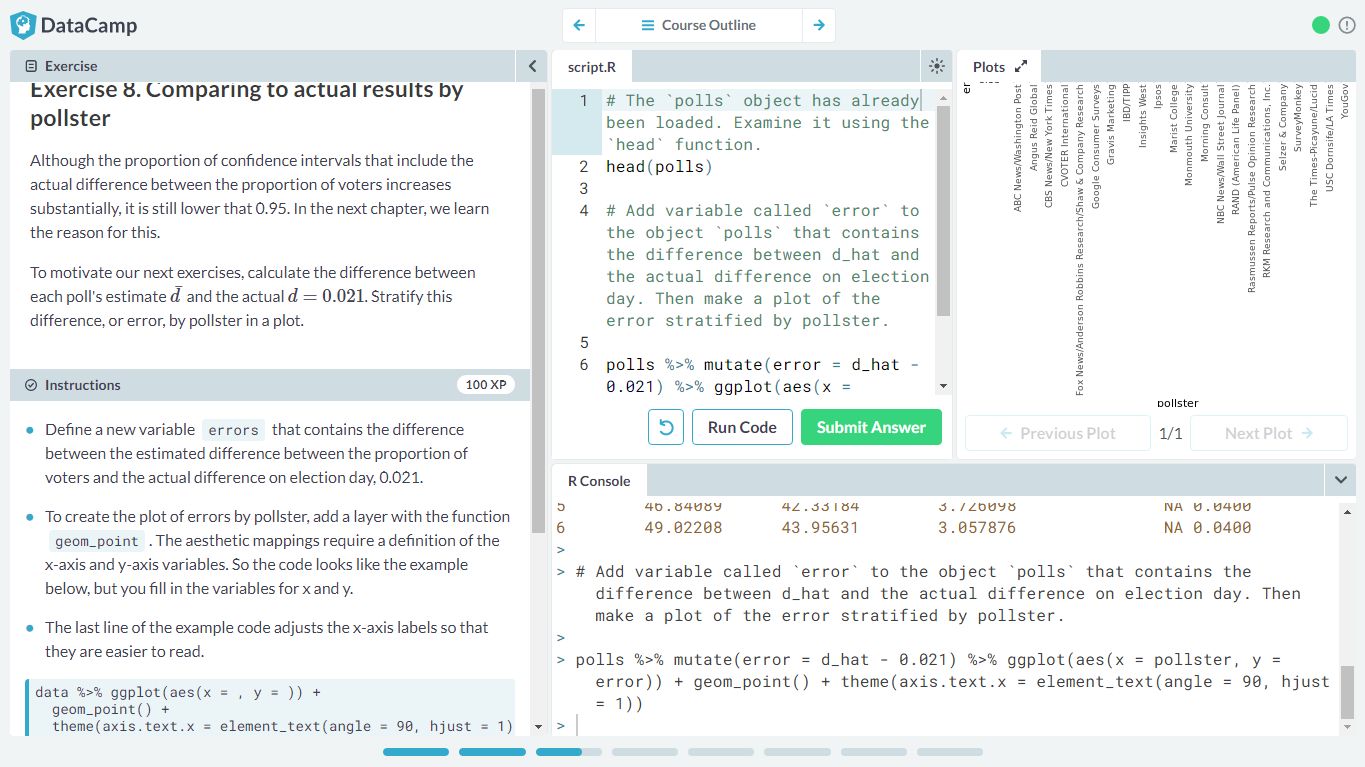 DataCamp
Course Outline
Exercise
Exercise 8. Comparing to actual results by
pollster
Although the proportion of confidence intervals that include the
actual difference between the proportion of voters increases
substantially, it is still lower that 0.95. In the next chapter, we learn
the reason for this.
To motivate our next exercises, calculate the difference between
each poll's estimate d̄ and the actual d = 0.021. Stratify this
difference, or error, by pollster in a plot.
Instructions
100 XP
Define a new variable errors that contains the difference
between the estimated difference between the proportion of
voters and the actual difference on election day, 0.021.
To create the plot of errors by pollster, add a layer with the function
geom_point . The aesthetic mappings require a definition of the
x-axis and y-axis variables. So the code looks like the example
below, but you fill in the variables for x and y.
The last line of the example code adjusts the x-axis labels so that
they are easier to read.
data %>% ggplot(aes(x = , y = )) +
geom_point() +
theme(axis.text.x = element_text(angle = 90, hjust = 1)
script.R
1 # The `polls` object has already
been loaded. Examine it using the
`head` function.
2 head(polls)
3
4 # Add variable called `error` to
the object `polls` that contains
the difference between d_hat and
the actual difference on election
day. Then make a plot of the
error stratified by pollster.
5
6 polls %>% mutate(error = d_hat -
0.021) %>% ggplot(aes(x =
Run Code
Submit Answer
Plots
er
ABC News/Washington Post
Angus Reid Global
CBS News/New York Times
CVOTER International
Fox News/Anderson Robbins Research/Shaw & Company Research
Google Consumer Surveys
Gravis Marketing
IBD/TIPP
Insights West
Ipsos
Marist College
Monmouth University
Morning Consult
NBC News/Wall Street Journal
RAND (American Life Panel)
Rasmussen Reports/Pulse Opinion Research
RKM Research and Communications, Inc.
Selzer & Company
SurveyMonkey
The Times-Picayune/Lucid
USC Dornsife/LA Times
YouGov
pollster
Previous Plot
1/1
Next Plot
R Console
5 46.84089 42.33184 3.726098 NA 0.0400
6 49.02208 43.95631 3.057876 NA 0.0400
>
> # Add variable called `error` to the object `polls` that contains the
difference between d_hat and the actual difference on election day. Then
make a plot of the error stratified by pollster.
>
> polls %>% mutate(error = d_hat - 0.021) %>% ggplot(aes(x = pollster, y =
error)) + geom_point() + theme(axis.text.x = element_text(angle = 90, hjust
= 1))
>